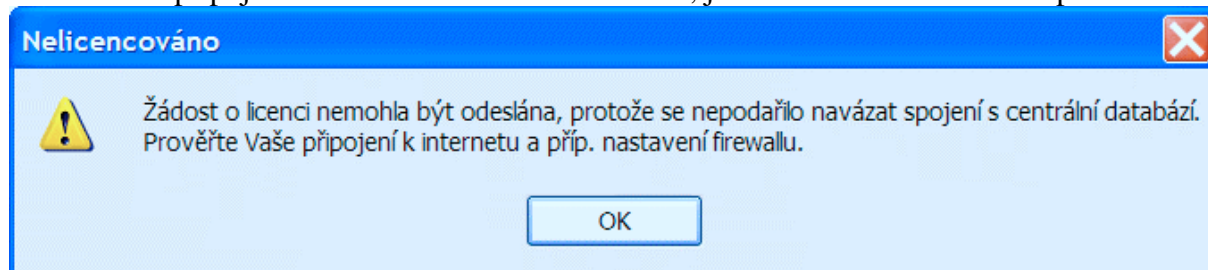 Nelicencováno
Žádost o licenci nemohla být odeslána, protože se nepodařilo navázat spojení s centrální databází.
Prověřte Vaše připojení k internetu a příp. nastavení firewallu.
OK